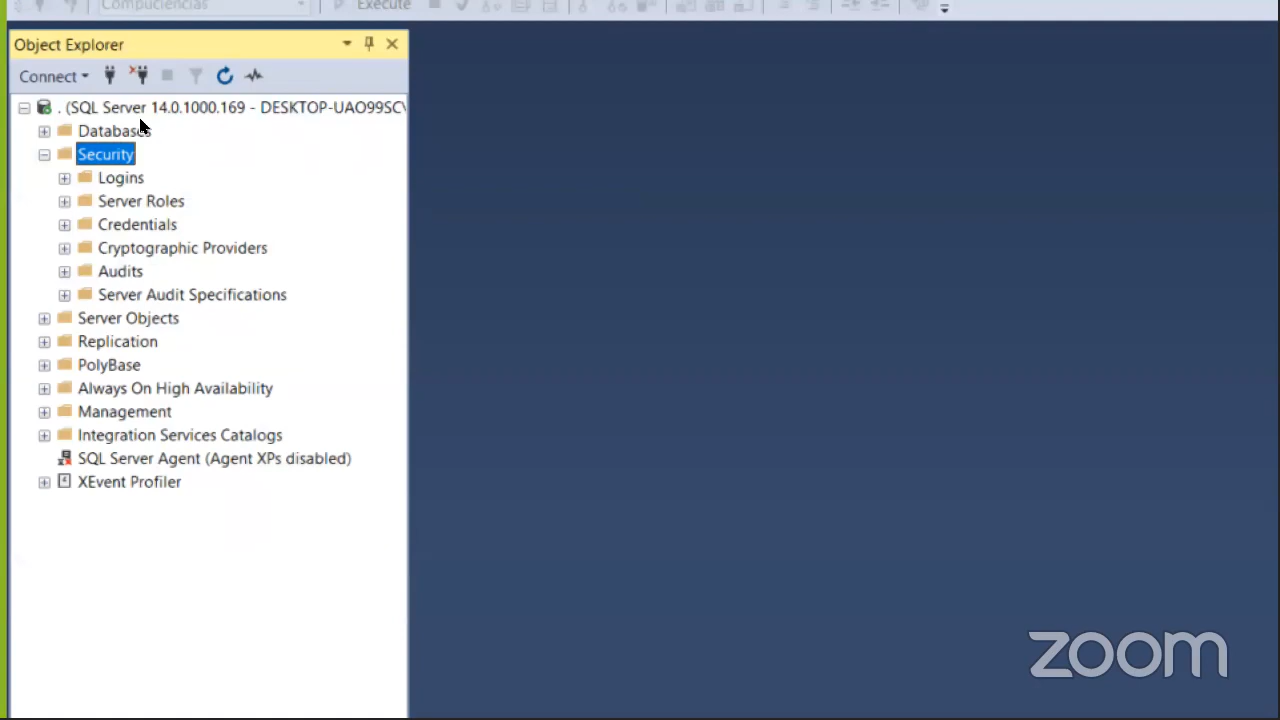 Compuciencias
Execute
Object Explorer
Connect
. (SQL Server 14.0.1000.169 - DESKTOP-UAO99SC\
Databases
Security
Logins
Server Roles
Credentials
Cryptographic Providers
Audits
Server Audit Specifications
Server Objects
Replication
PolyBase
Always On High Availability
Management
Integration Services Catalogs
SQL Server Agent (Agent XPs disabled)
XEvent Profiler
zoom